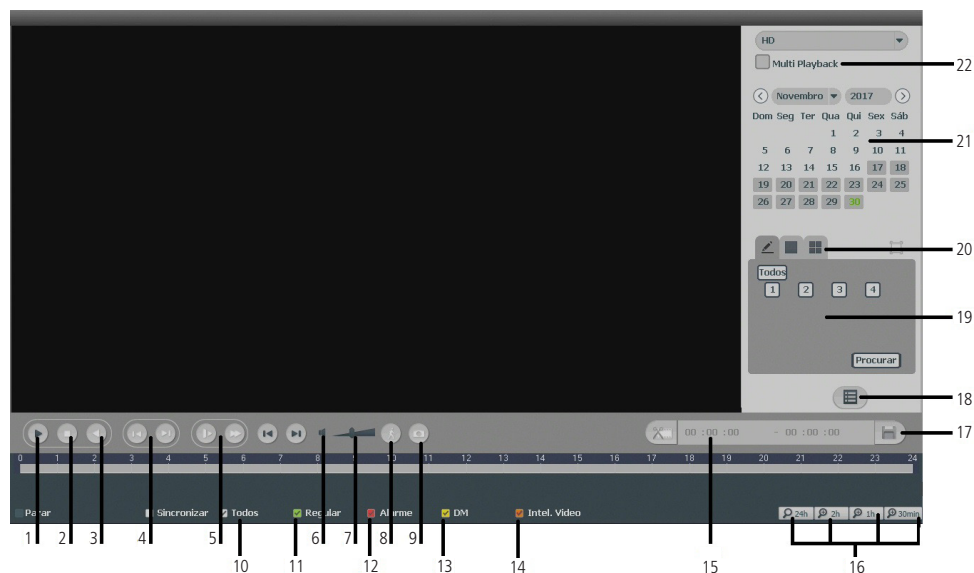 HD
Multi Playback
22
Novembro 2017
Dom Seg Ter Qua Qui Sex Sáb
1 2 3 4
21
5 6 7 8 9 10 11
12 13 14 15 16 17 18
19 20 21 22 23 24 25
26 27 28 29 30
20
Todos
1 2 3 4
19
Procurar
18
00 :00 :00 - 00 :00 :00
17
0 1 2 3 4 5 6 7 8 9 10 11 12 13 14 15 16 17 18 19 20 21 22 23 24
Parar Sincronizar Todos Regular Alarme DM Intel. Video 24h 2h 1h 30min
1 2 3 4 5 6 7 8 9
10 11 12 13 14 15 16